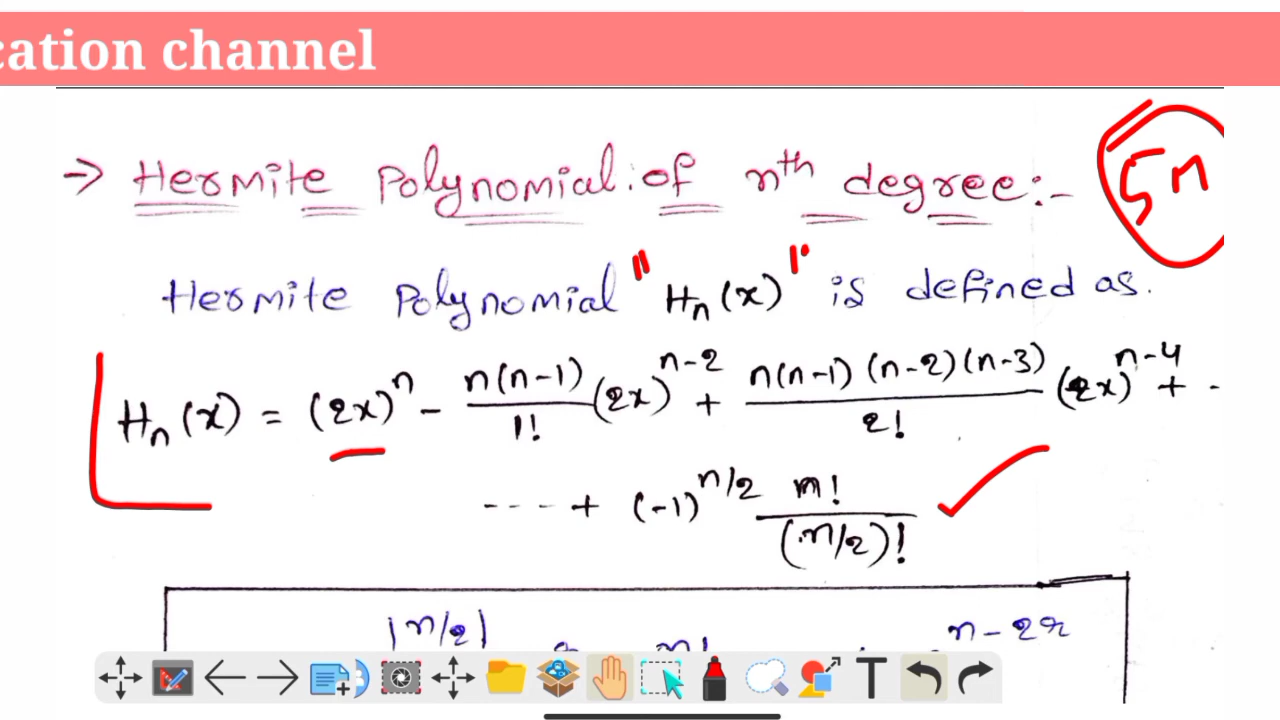 cation channel
→ Hermite Polynomial of nth degree:-
5M
Hermite Polynomial "Hn(x)" is defined as.
Hn(x) = (2x)^n - n(n-1)/1! (2x)^n-2 + n(n-1)(n-2)(n-3)/2! (2x)^n-4 + -
---- + (-1)^n/2 n!/(n/2)!
[n/2] n-2r
T